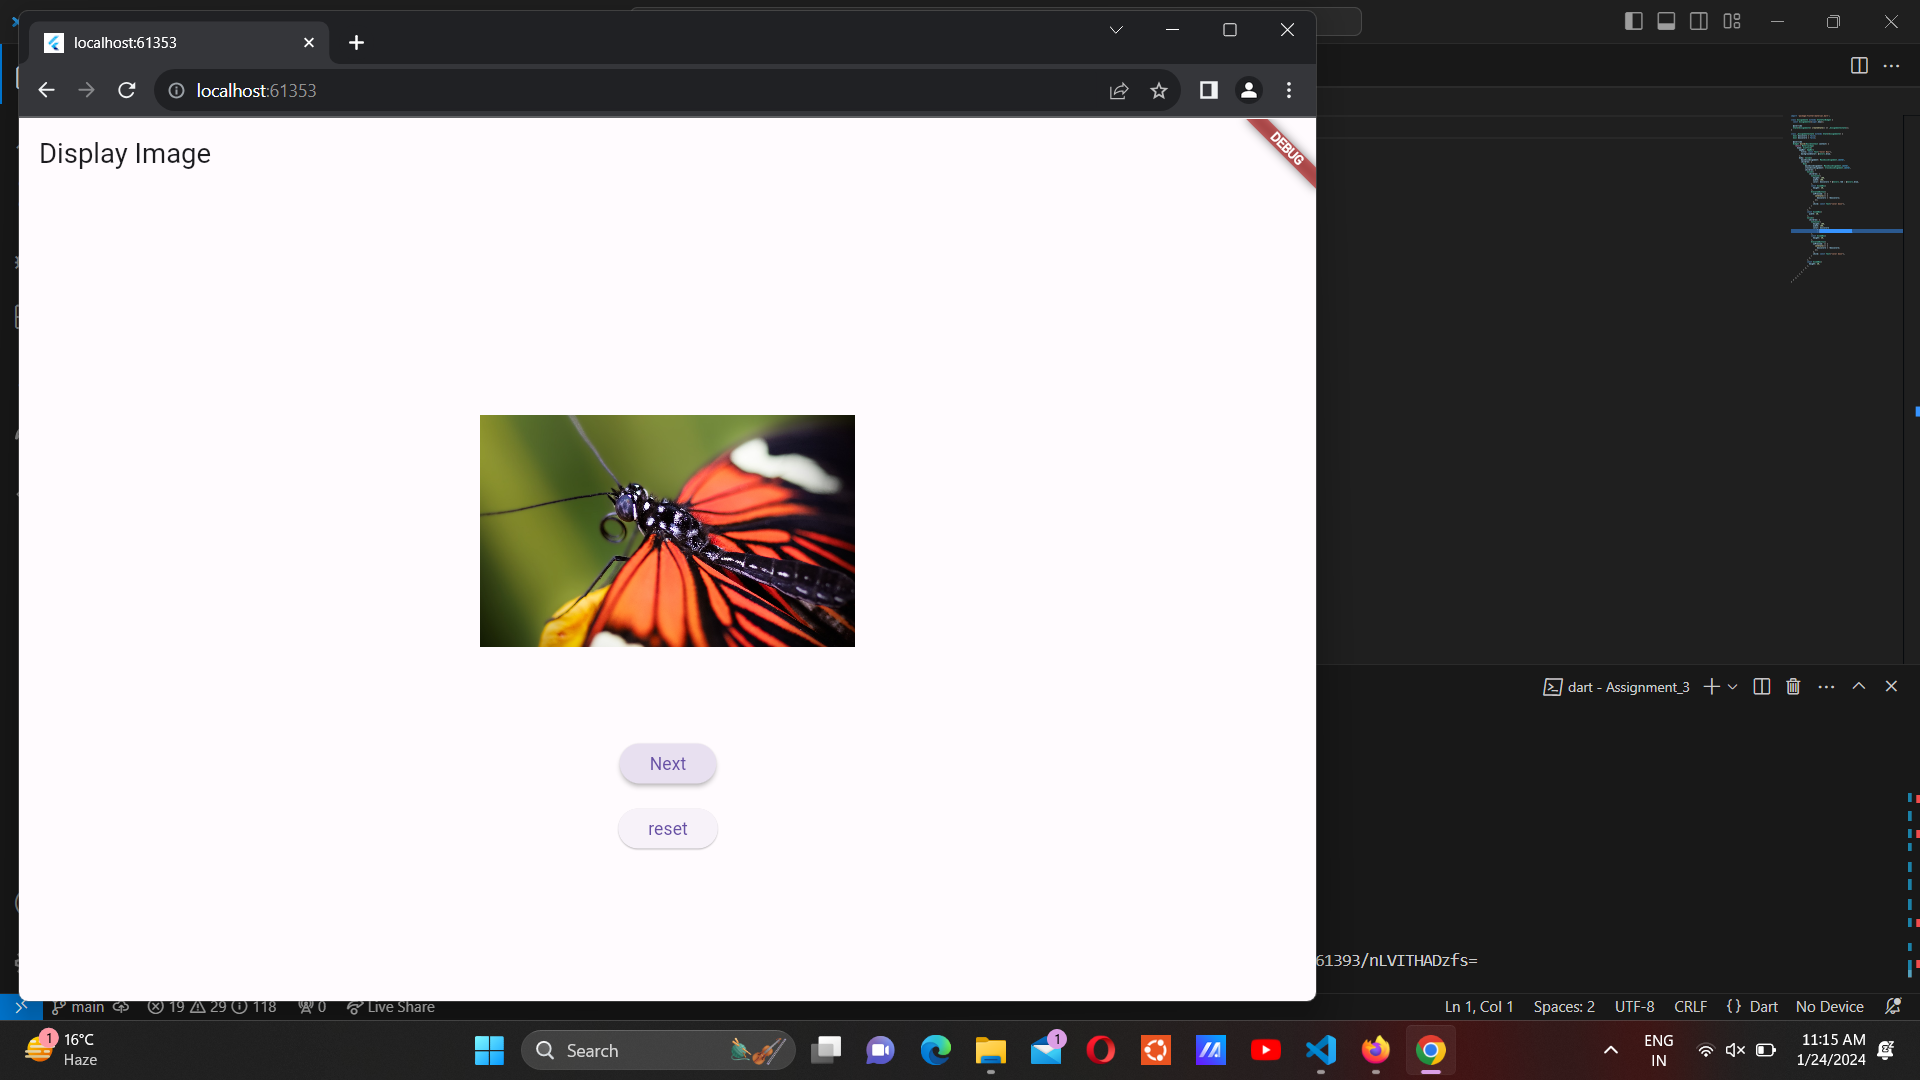 localhost:61353
localhost:61353
Display Image
DEBUG
Next
reset
dart - Assignment_3
61393/nLVITHADzfs=
main
19
29
118
0
Live Share
Ln 1, Col 1
Spaces: 2
UTF-8
CRLF
{ } Dart
No Device
1
16°C
Haze
Search
1
ENG
IN
11:15 AM
1/24/2024